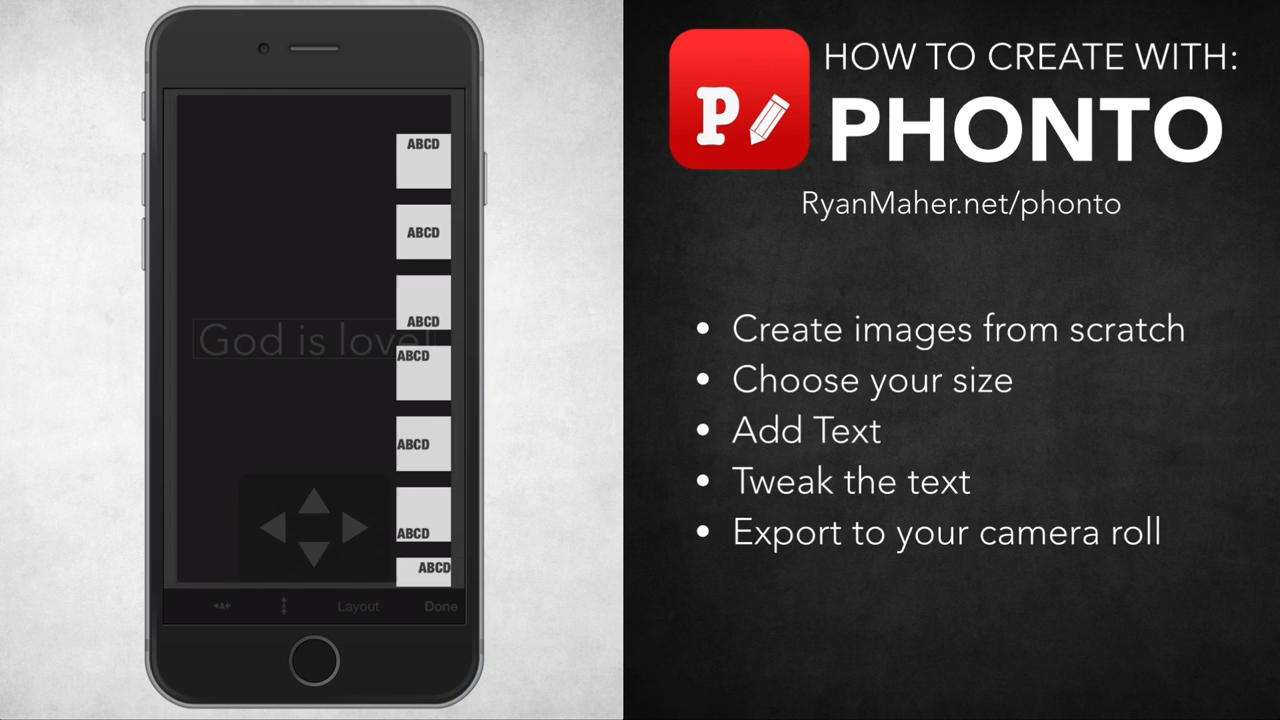 ABCD
ABCD
ABCD
God is love!
ABCD
ABCD
ABCD
ABCD
A
Layout
Done
P
HOW TO CREATE WITH:
PHONTO
RyanMaher.net/phonto
• Create images from scratch
• Choose your size
• Add Text
• Tweak the text
• Export to your camera roll